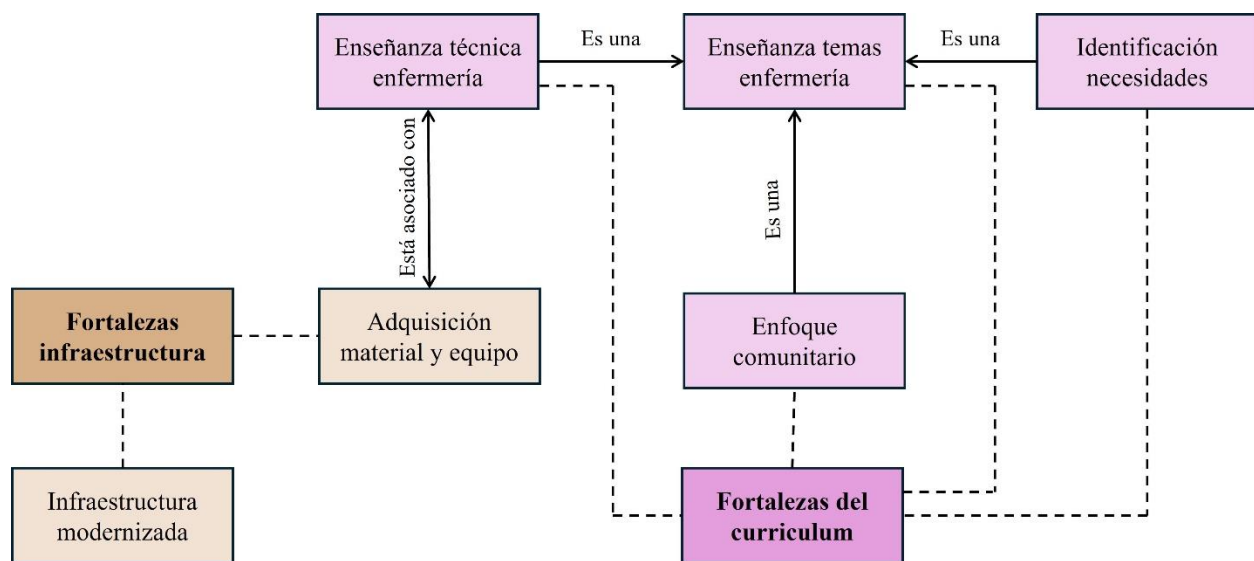 Enseñanza técnica
enfermería
Es una
Enseñanza temas
enfermería
Es una
Identificación
necesidades
Está asociado con
Es una
Fortalezas
infraestructura
Adquisición
material y equipo
Enfoque
comunitario
Infraestructura
modernizada
Fortalezas del
curriculum